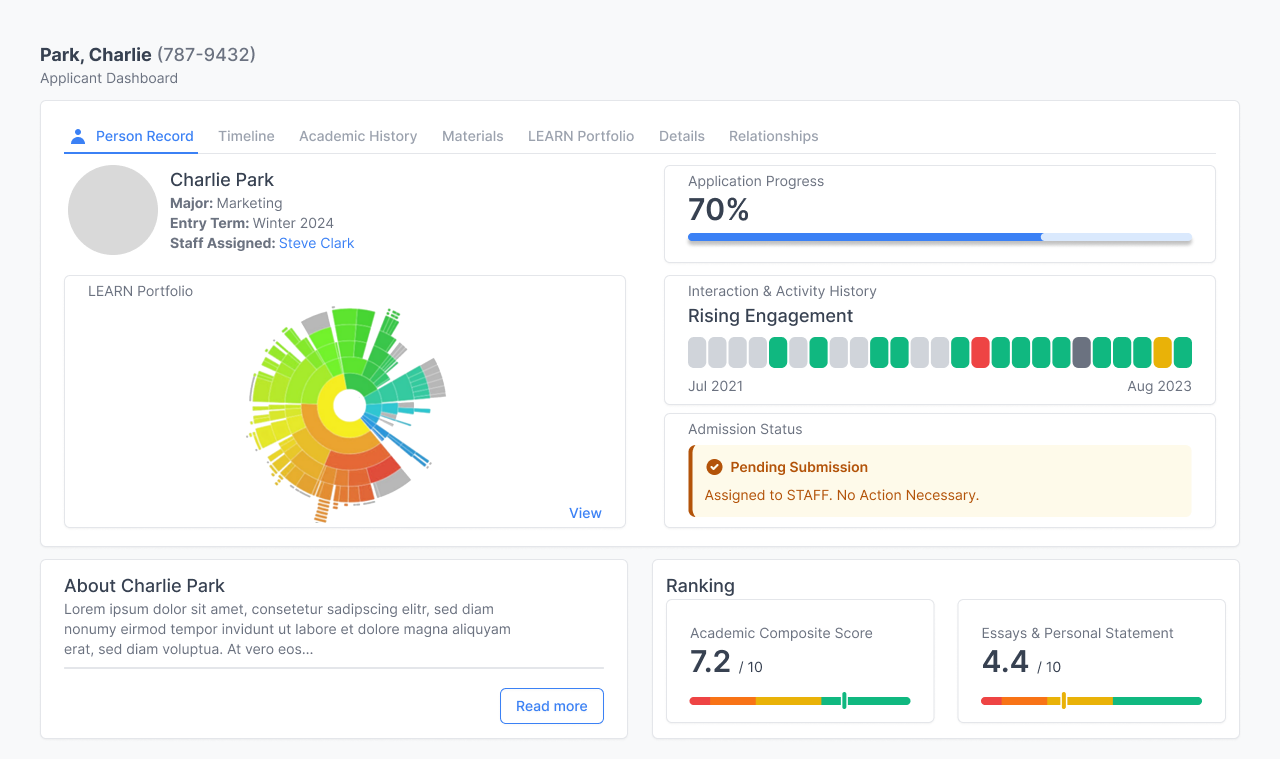 Park, Charlie (787-9432)
Applicant Dashboard
Person Record Timeline Academic History Materials LEARN Portfolio Details Relationships
Charlie Park
Major: Marketing
Entry Term: Winter 2024
Staff Assigned: Steve Clark
Application Progress
70%
LEARN Portfolio
View
Interaction & Activity History
Rising Engagement
Jul 2021 Aug 2023
Admission Status
Pending Submission
Assigned to STAFF. No Action Necessary.
About Charlie Park
Lorem ipsum dolor sit amet, consetetur sadipscing elitr, sed diam
nonumy eirmod tempor invidunt ut labore et dolore magna aliquyam
erat, sed diam voluptua. At vero eos...
Read more
Ranking
Academic Composite Score
7.2 / 10
Essays & Personal Statement
4.4 / 10